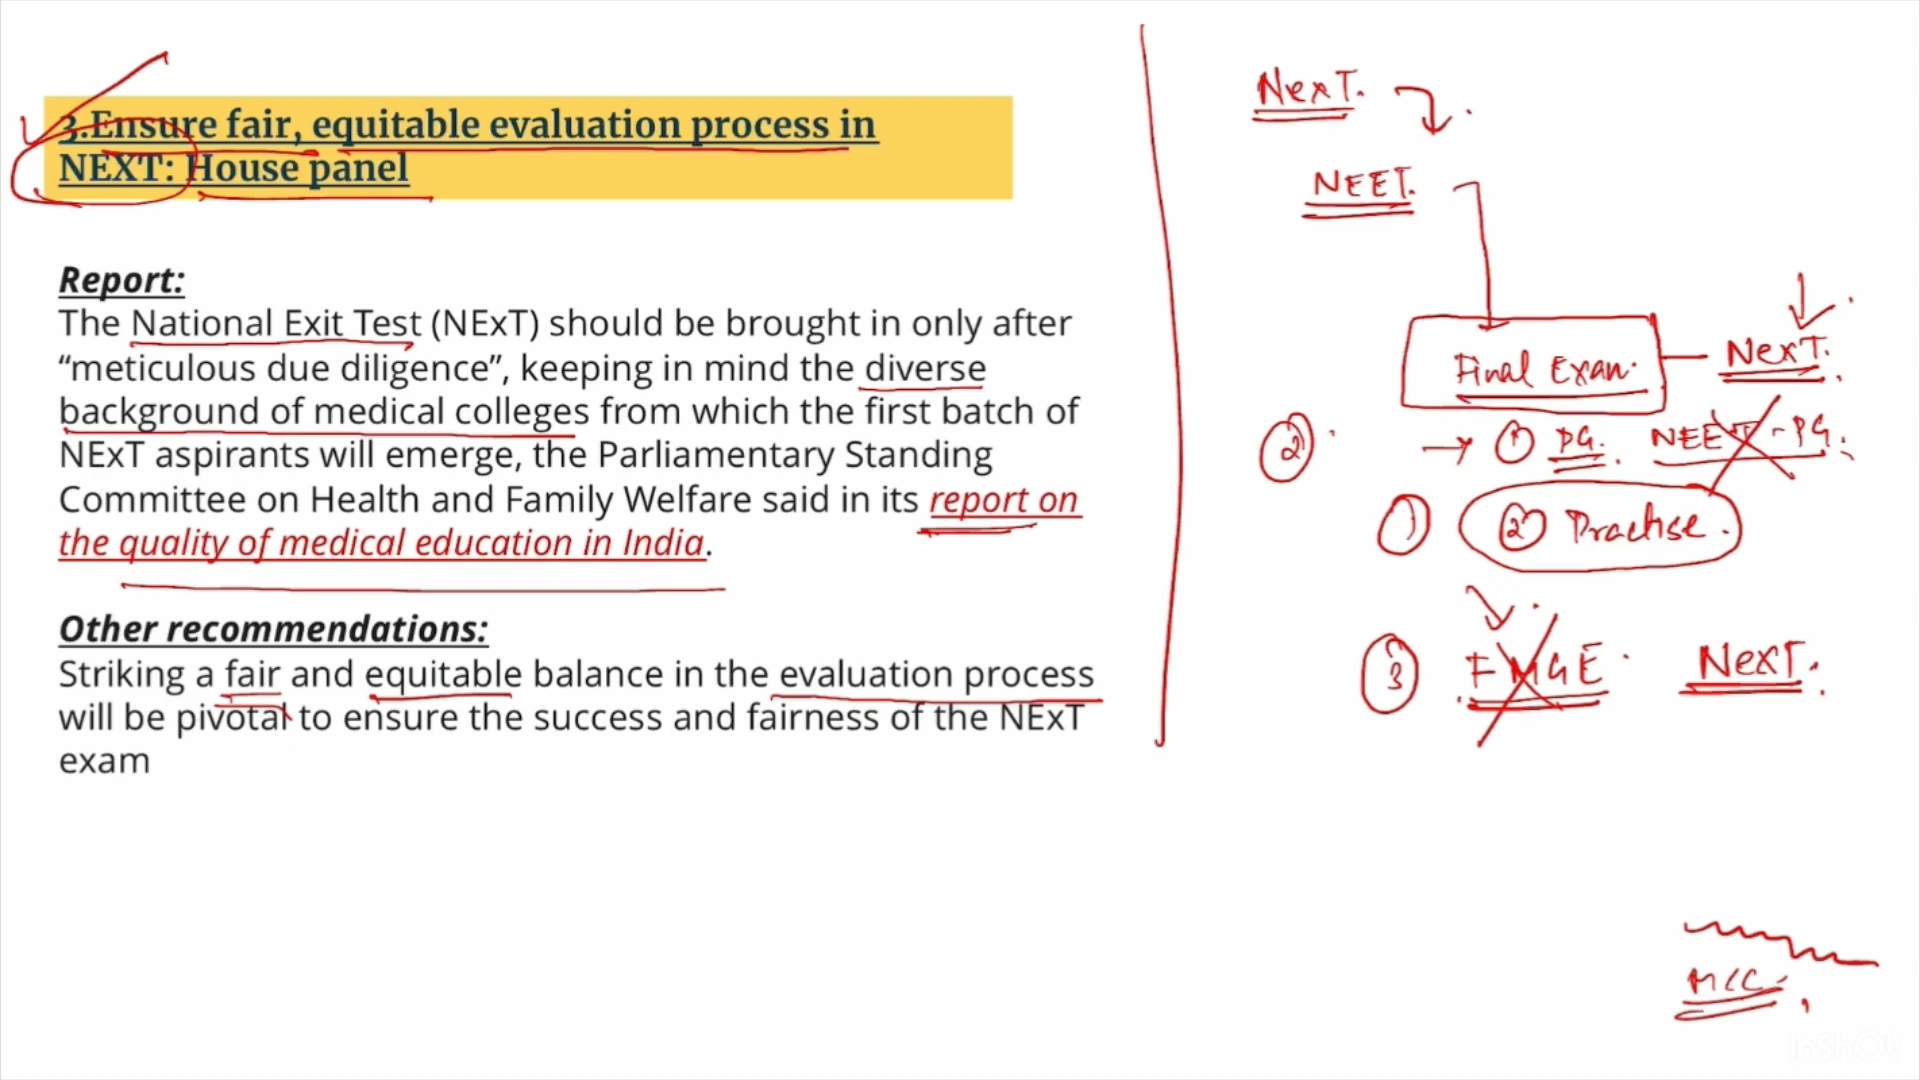 3.Ensure fair, equitable evaluation process in
NEXT: House panel
Report:
The National Exit Test (NExT) should be brought in only after
“meticulous due diligence”, keeping in mind the diverse
background of medical colleges from which the first batch of
NExT aspirants will emerge, the Parliamentary Standing
Committee on Health and Family Welfare said in its report on
the quality of medical education in India.
Other recommendations:
Striking a fair and equitable balance in the evaluation process
will be pivotal to ensure the success and fairness of the NExT
exam
NexT.
NEET.
Final Exam. NexT.
2 → 1 PG. NEET-PG.
1 2 Practise.
3 FMGE. NexT.
InShOt